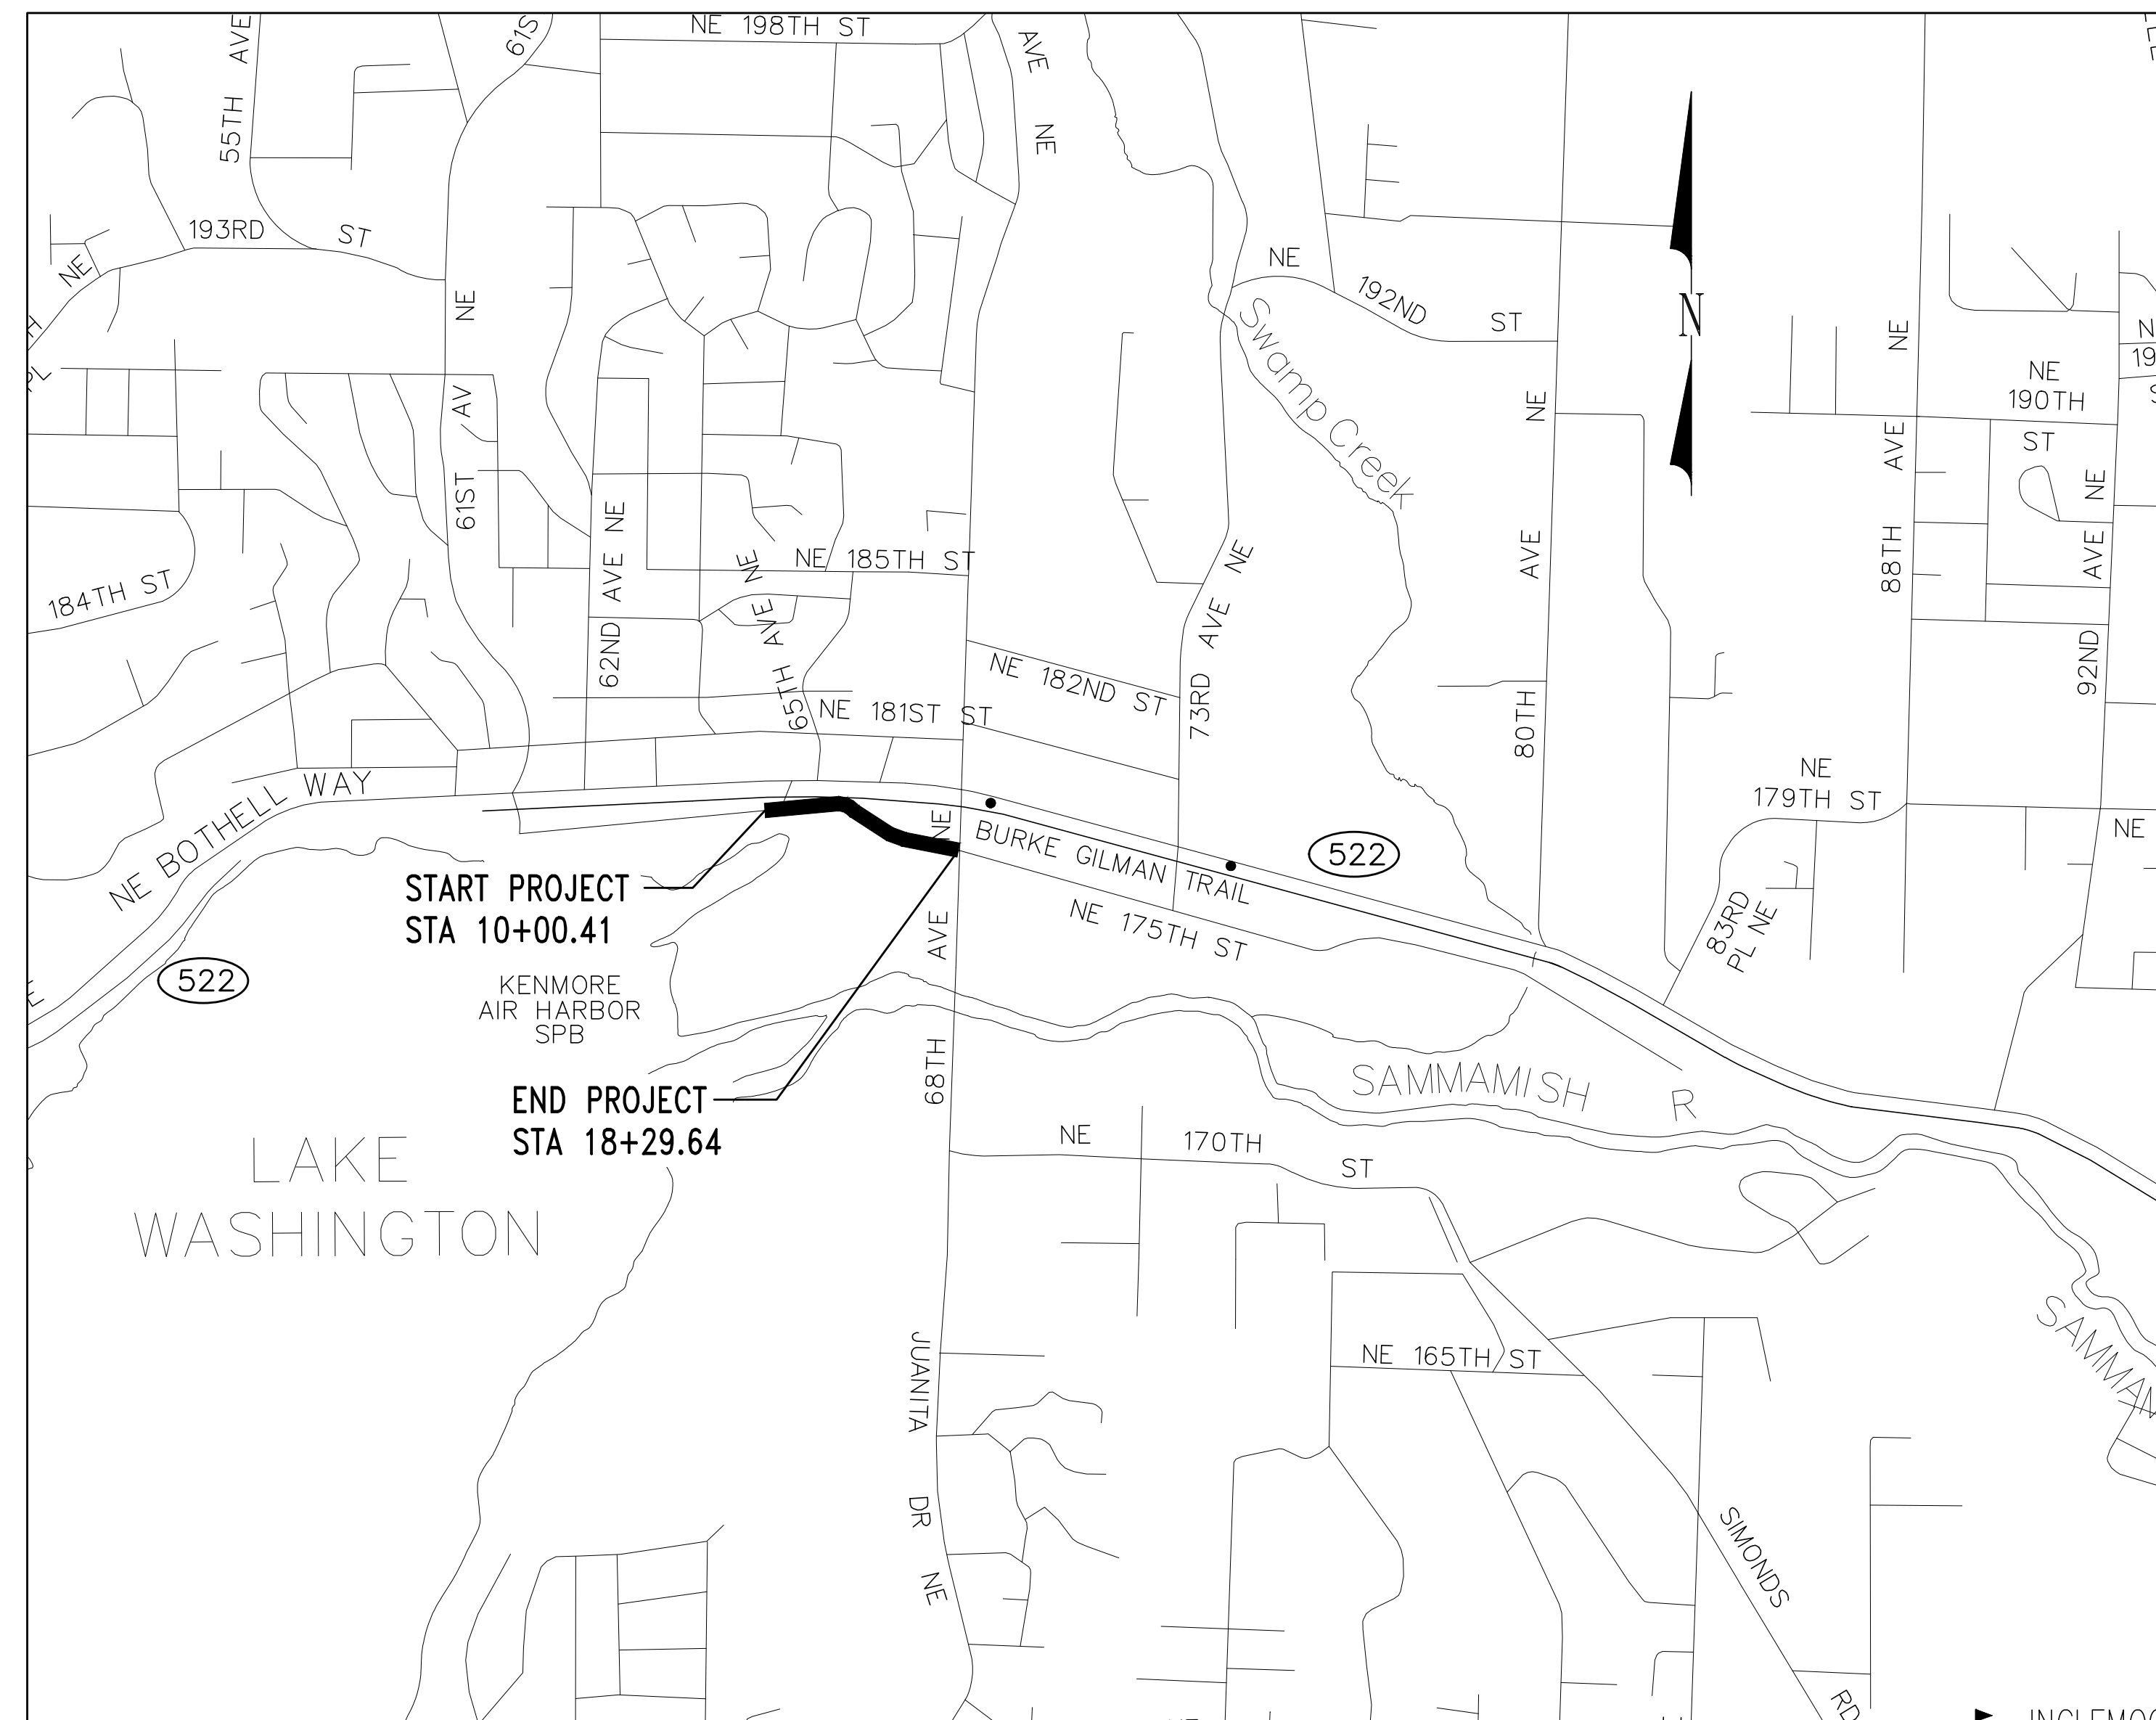 NE 198TH ST
55TH AVE
61S
AVE NE
193RD ST
NE
NE
192ND ST
Swamp Creek
N
NE
61ST AV
62ND AVE NE
65TH AVE NE
NE 185TH ST
184TH ST
NE 182ND ST
NE 181ST ST
73RD AVE NE
80TH AVE NE
88TH AVE NE
NE
190TH
ST
92ND AVE NE
NE
179TH ST
NE
83RD
PL NE
NE BOTHELL WAY
BURKE GILMAN TRAIL
522
NE 175TH ST
START PROJECT
STA 10+00.41
522
KENMORE
AIR HARBOR
SPB
END PROJECT
STA 18+29.64
68TH AVE NE
SAMMAMISH R
LAKE
WASHINGTON
NE 170TH ST
JUANITA DR NE
NE 165TH ST
SIMONDS RD
SAMMAM